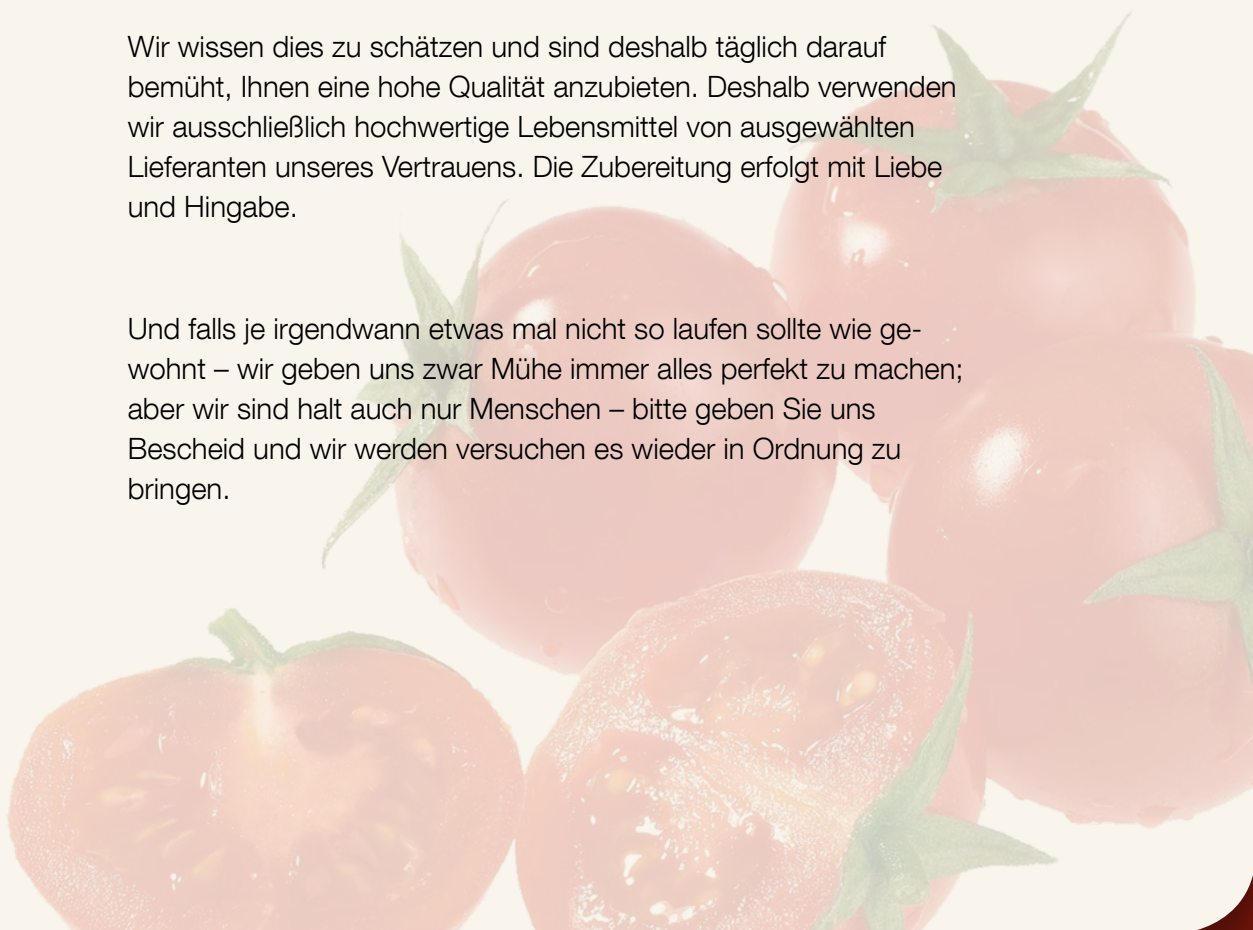 Wir wissen dies zu schätzen und sind deshalb täglich darauf
bemüht, Ihnen eine hohe Qualität anzubieten. Deshalb verwenden
wir ausschließlich hochwertige Lebensmittel von ausgewählten
Lieferanten unseres Vertrauens. Die Zubereitung erfolgt mit Liebe
und Hingabe.
Und falls je irgendwann etwas mal nicht so laufen sollte wie ge-
wohnt – wir geben uns zwar Mühe immer alles perfekt zu machen;
aber wir sind halt auch nur Menschen – bitte geben Sie uns
Bescheid und wir werden versuchen es wieder in Ordnung zu
bringen.